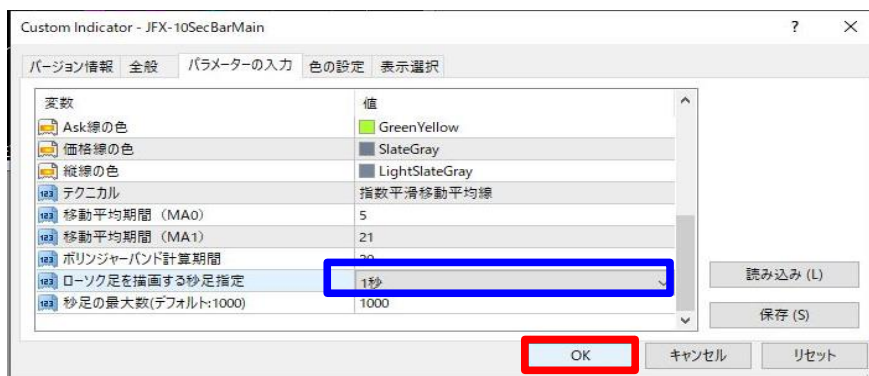 Custom Indicator - JFX-10SecBarMain
バージョン情報 全般 パラメーターの入力 色の設定 表示選択
変数 値
Ask線の色 GreenYellow
価格線の色 SlateGray
縦線の色 LightSlateGray
テクニカル 指数平滑移動平均線
移動平均期間（MA0） 5
移動平均期間（MA1） 21
ボリンジャーバンド計算期間
ローソク足を描画する秒足指定 1秒
秒足の最大数(デフォルト:1000) 1000
読み込み (L)
保存 (S)
OK キャンセル リセット